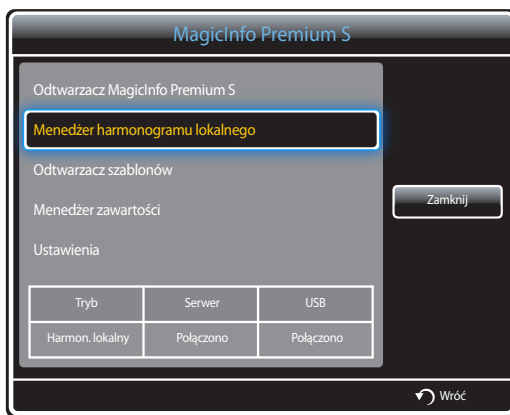 MagicInfo Premium S
Odtwarzacz MagicInfo Premium S
Menedżer harmonogramu lokalnego
Odtwarzacz szablonów
Menedżer zawartości
Ustawienia
Zamknij
Tryb Serwer USB
Harmon. lokalny Połączono Połączono
Wróć